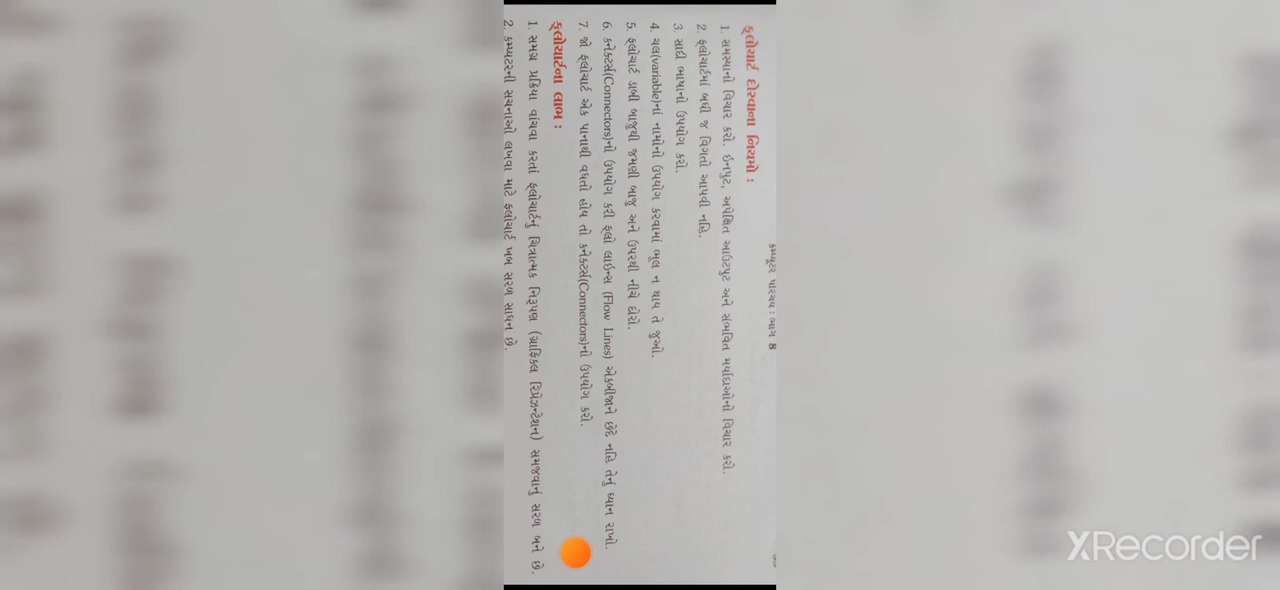 કમ્પ્યૂટર પરિચય : ભાગ 8
ફ્લોચાર્ટ દોરવાના નિયમો :
1. સમસ્યાનો વિચાર કરો. ઇનપુટ, અપેક્ષિત આઉટપુટ અને સંભવિત મર્યાદાઓનો વિચાર કરો.
2. ફ્લોચાર્ટમાં બધી જ વિગતો આપવી નહિ.
3. સાદી ભાષાનો ઉપયોગ કરો.
4. ચલ(variable)નાં નામોનો ઉપયોગ કરવામાં ભૂલ ન થાય તે જુઓ.
5. ફ્લોચાર્ટ ડાબી બાજુથી જમણી બાજુ અને ઉપરથી નીચે દોરો.
6. કનેક્ટર્સ(Connectors)નો ઉપયોગ કરી ફ્લો લાઇન્સ (Flow Lines) એકબીજાને છેદે નહિ તેનું ધ્યાન રાખો.
7. જો ફ્લોચાર્ટ એક પાનાથી વધતો હોય તો કનેક્ટર્સ(Connectors)નો ઉપયોગ કરો.
ફ્લોચાર્ટના લાભ :
1. સમગ્ર પ્રક્રિયા વાંચવા કરતાં ફ્લોચાર્ટનું ચિત્રાત્મક નિરૂપણ (ગ્રાફિકલ રિપ્રેઝન્ટેશન) સમજવાનું સરળ બને છે.
2. કમ્પ્યૂટરની સૂચનાઓ લખવા માટે ફ્લોચાર્ટ ખૂબ સરળ સાધન છે.
XRecorder